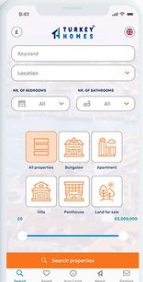 9:41
£
TURKEY
HOMES
Keyword
Location
NR. OF BEDROOMS
NR. OF BATHROOMS
All
All
All properties
Bungalow
Apartment
Villa
Penthouse
Land for sale
£0
£5,000,000
Search properties
Search
Saved